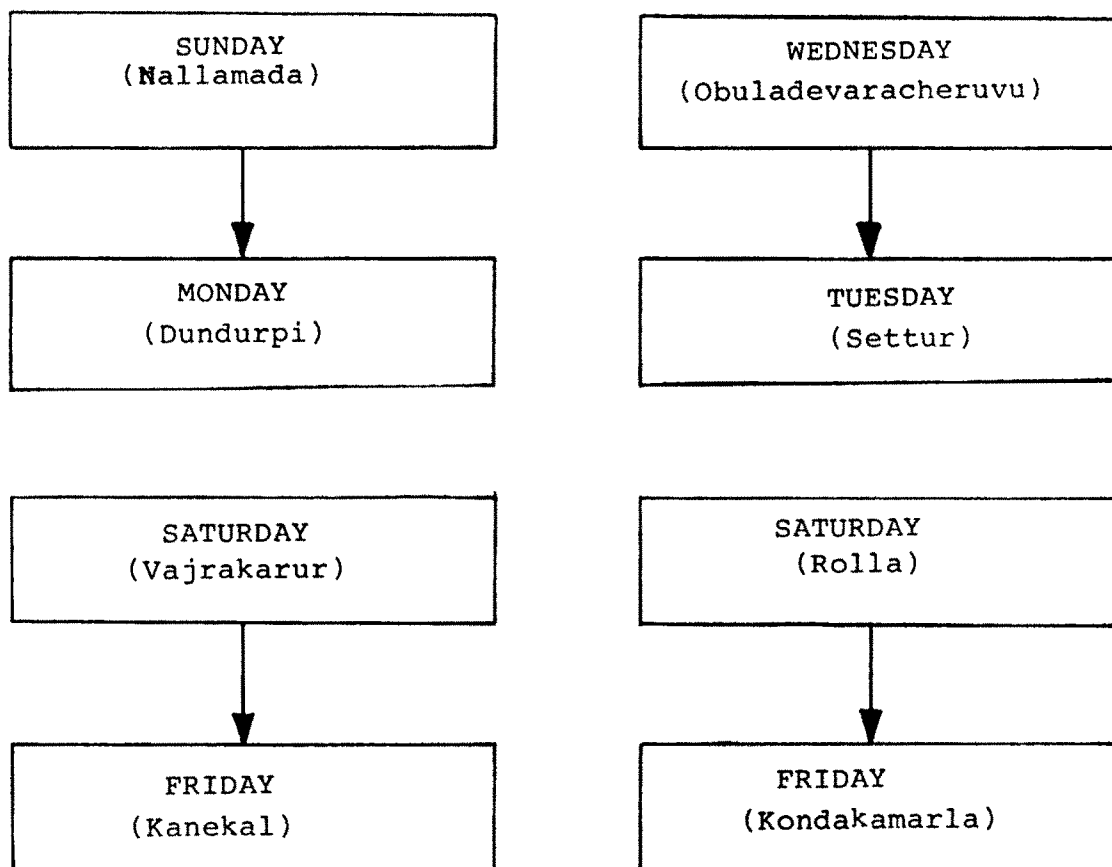 SUNDAY
(Nallamada)
WEDNESDAY
(Obuladevaracheruvu)
MONDAY
(Dundurpi)
TUESDAY
(Settur)
SATURDAY
(Vajrakarur)
SATURDAY
(Rolla)
FRIDAY
(Kanekal)
FRIDAY
(Kondakamarla)